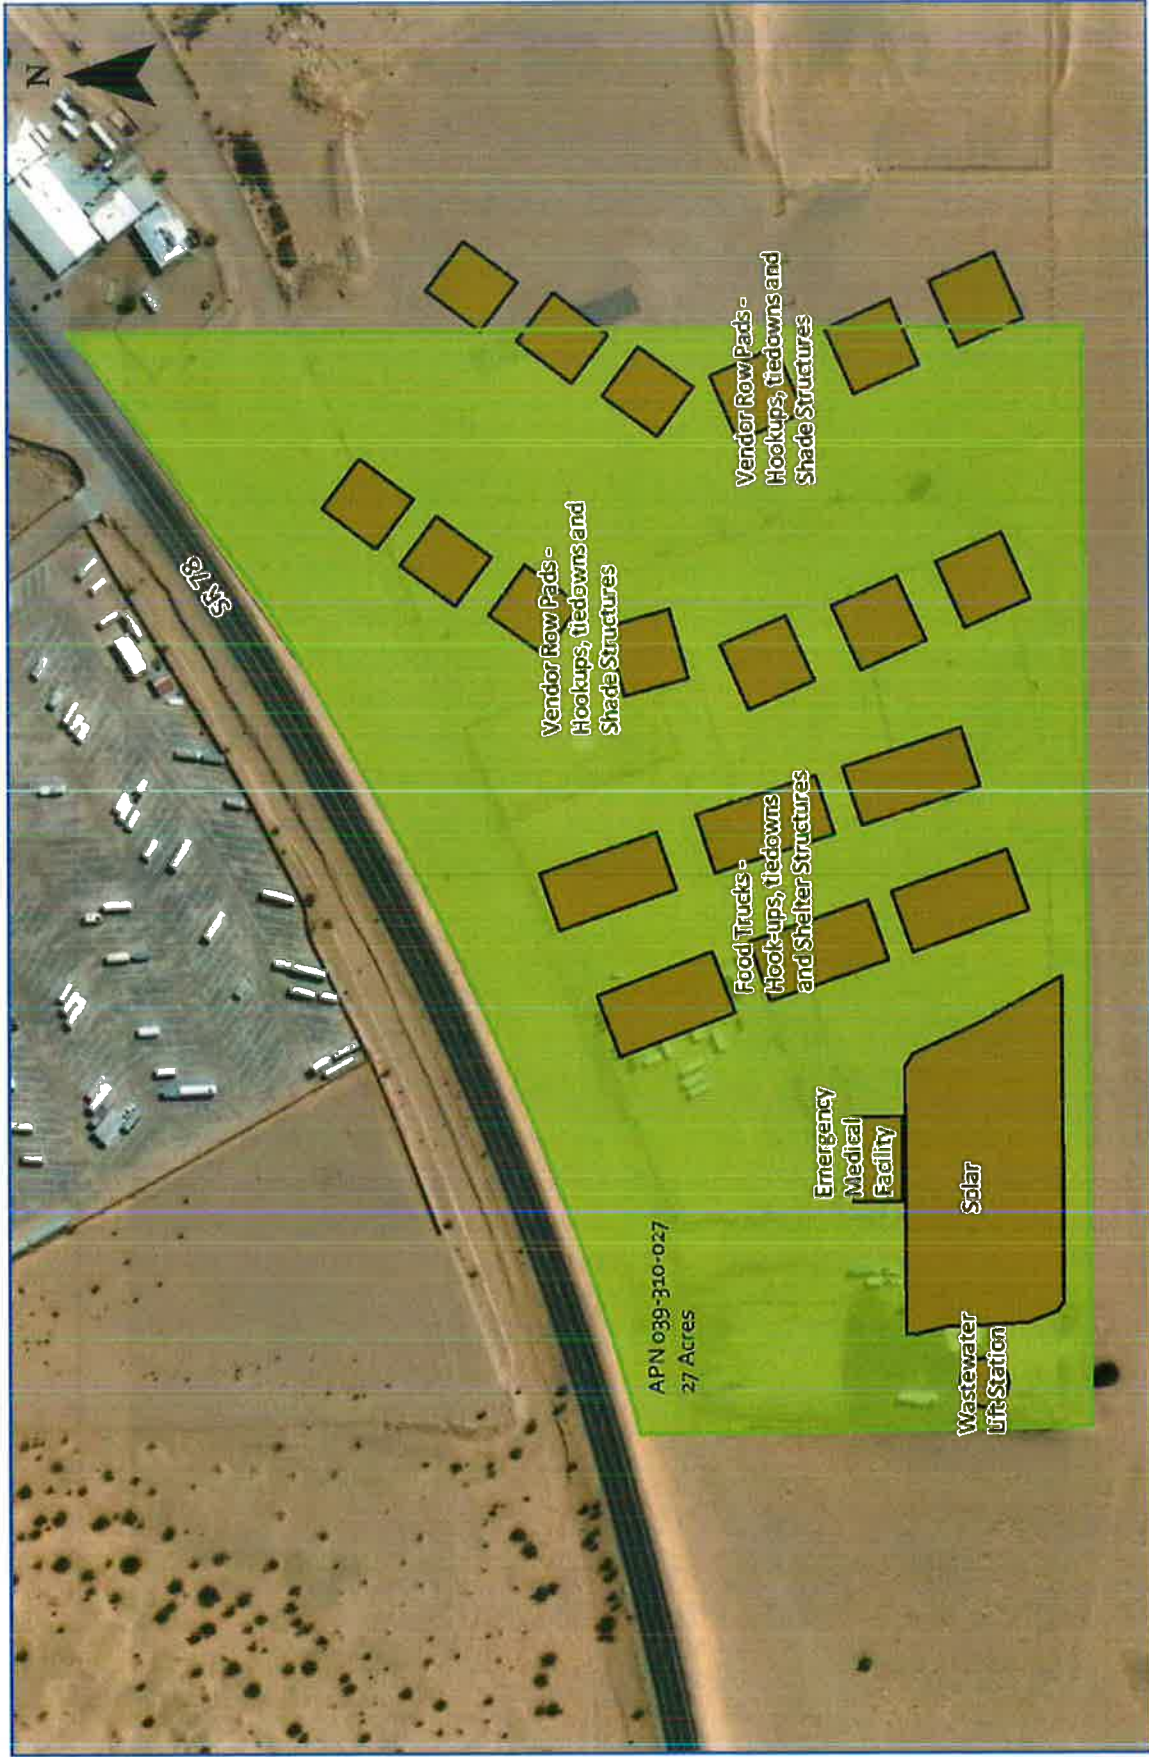 N
SR 78
Vendor Row Pads -
Hookups, tiedowns and
Shade Structures
Vendor Row Pads -
Hookups, tiedowns and
Shade Structures
Food Trucks -
Hook-ups, tiedowns
and Shelter Structures
Emergency
Medical
Facility
Solar
APN 039-310-027
27 Acres
Wastewater
Lift Station